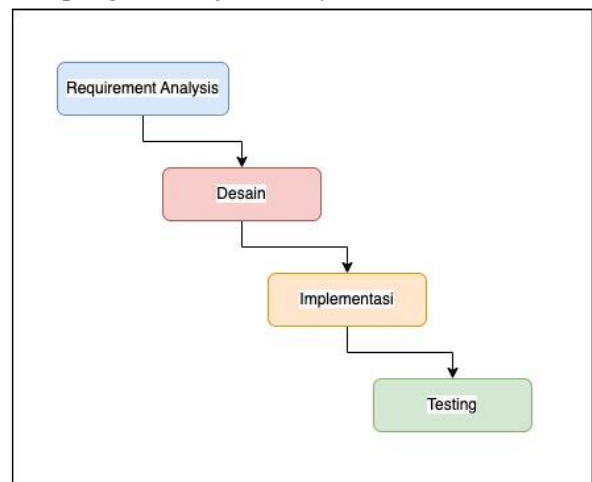 Requirement Analysis
Desain
Implementasi
Testing